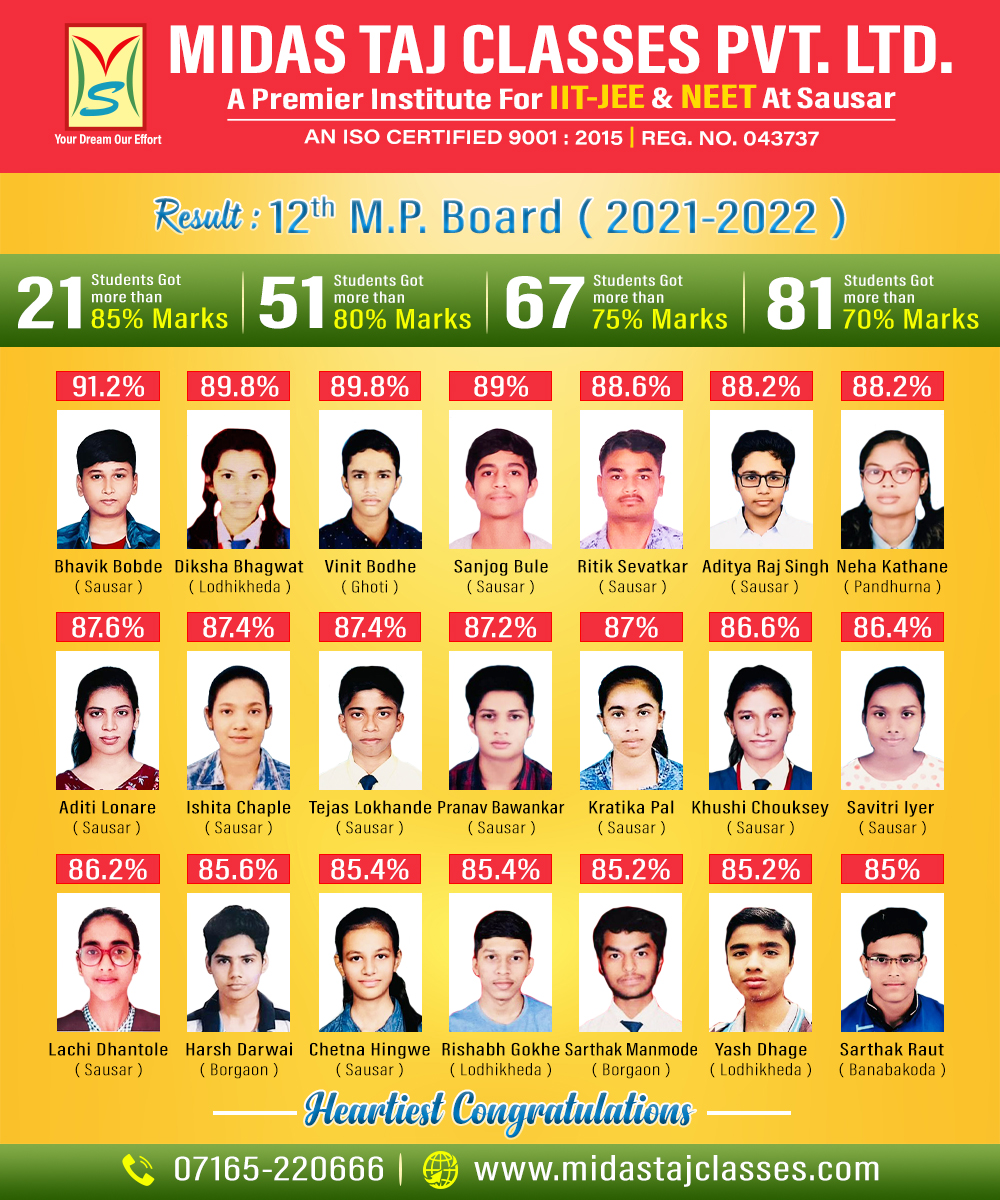 MIDAS TAJ CLASSES PVT. LTD.
A Premier Institute For IIT-JEE & NEET At Sausar
S
Your Dream Our Effort
AN ISO CERTIFIED 9001 : 2015 | REG. NO. 043737
Result : 12th M.P. Board ( 2021-2022 )
21 Students Got more than 85% Marks
51 Students Got more than 80% Marks
67 Students Got more than 75% Marks
81 Students Got more than 70% Marks
91.2% 89.8% 89.8% 89% 88.6% 88.2% 88.2%
Bhavik Bobde Diksha Bhagwat Vinit Bodhe Sanjog Bule Ritik Sevatkar Aditya Raj Singh Neha Kathane
( Sausar ) ( Lodhikheda ) ( Ghoti ) ( Sausar ) ( Sausar ) ( Sausar ) ( Pandhurna )
87.6% 87.4% 87.4% 87.2% 87% 86.6% 86.4%
Aditi Lonare Ishita Chaple Tejas Lokhande Pranav Bawankar Kratika Pal Khushi Chouksey Savitri Iyer
( Sausar ) ( Sausar ) ( Sausar ) ( Sausar ) ( Sausar ) ( Sausar ) ( Sausar )
86.2% 85.6% 85.4% 85.4% 85.2% 85.2% 85%
Lachi Dhantole Harsh Darwai Chetna Hingwe Rishabh Gokhe Sarthak Manmode Yash Dhage Sarthak Raut
( Sausar ) ( Borgaon ) ( Sausar ) ( Lodhikheda ) ( Borgaon ) ( Lodhikheda ) ( Banabakoda )
Heartiest Congratulations
07165-220666 | www.midastajclasses.com